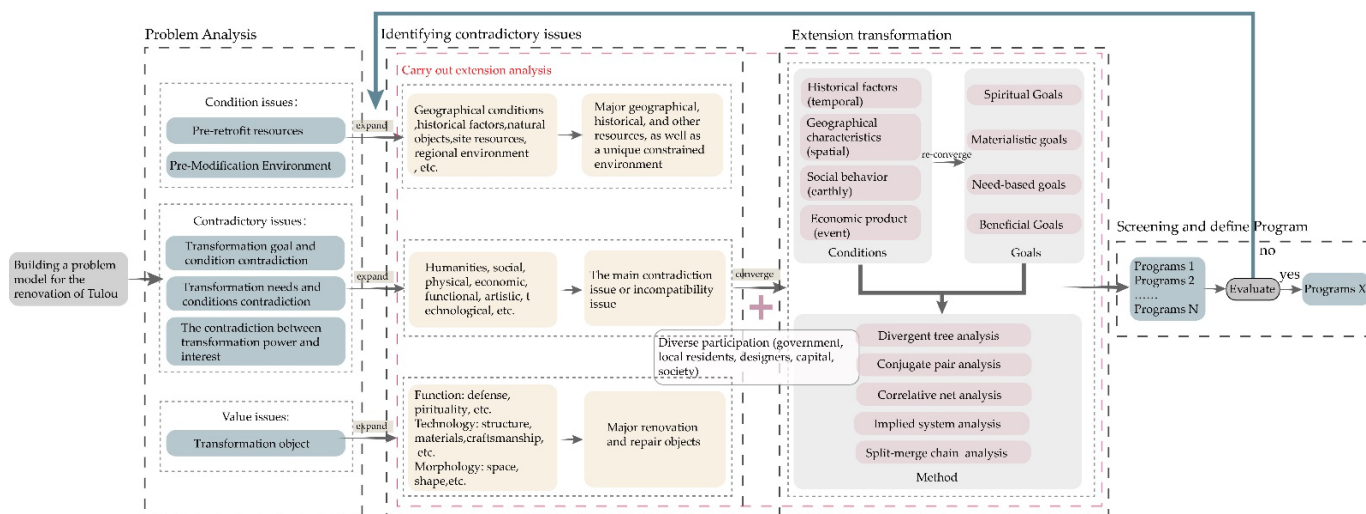 Building a problem
model for the
renovation of Tulou
Problem Analysis
Condition issues:
Pre-retrofit resources
Pre-Modification Environment
Contradictory issues:
Transformation goal and
condition contradiction
Transformation needs and
conditions contradiction
The contradiction between
transformation power and
interest
Value issues:
Transformation object
expand
expand
expand
Identifying contradictory issues
Carry out extension analysis
Geographical conditions
,historical factors,natural
objects,site resources,
regional environment
, etc.
Major geographical,
historical, and other
resources, as well as
a unique constrained
environment
Humanities, social,
physical, economic,
functional, artistic, t
echnological, etc.
The main contradiction
issue or incompatibility
issue
Function: defense,
pirituality, etc.
Technology: structure,
materials,craftsmanship,
etc.
Morphology: space,
shape,etc.
Major renovation
and repair objects
converge
+
Diverse participation (government,
local residents, designers, capital,
society)
Extension transformation
Historical factors
(temporal)
Geographical
characteristics
(spatial)
Social behavior
(earthly)
Economic product
(event)
Conditions
re-converge
Spiritual Goals
Materialistic goals
Need-based goals
Beneficial Goals
Goals
Divergent tree analysis
Conjugate pair analysis
Correlative net analysis
Implied system analysis
Split-merge chain analysis
Method
Screening and define Program
Programs 1
Programs 2
......
Programs N
no
Evaluate
yes
Programs X